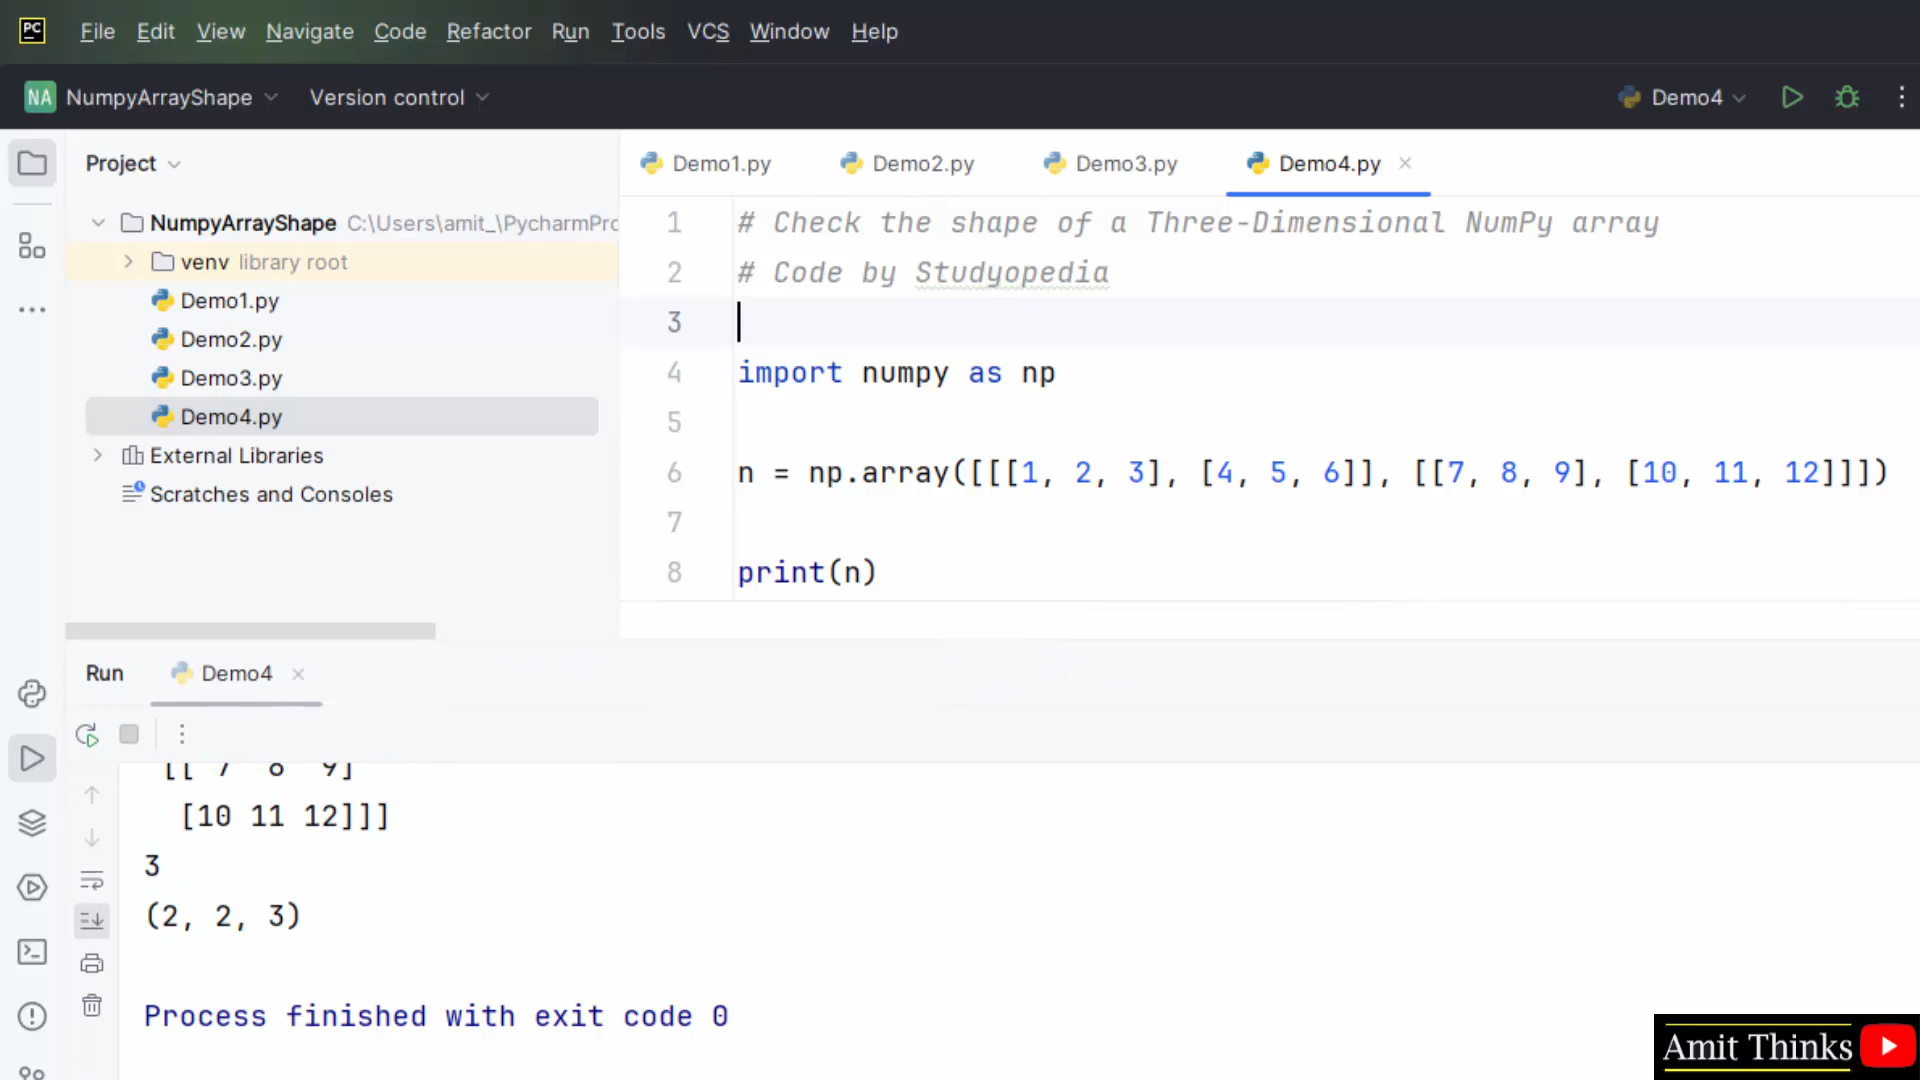 PC File Edit View Navigate Code Refactor Run Tools VCS Window Help
NA NumpyArrayShape Version control Demo4
Project
Demo1.py Demo2.py Demo3.py Demo4.py
NumpyArrayShape C:\Users\amit_\PycharmPro
venv library root
Demo1.py
Demo2.py
Demo3.py
Demo4.py
External Libraries
Scratches and Consoles
1 # Check the shape of a Three-Dimensional NumPy array
2 # Code by Studyopedia
3
4 import numpy as np
5
6 n = np.array([[[1, 2, 3], [4, 5, 6]], [[7, 8, 9], [10, 11, 12]]])
7
8 print(n)
Run Demo4
[[ 7 8 9]
[10 11 12]]]
3
(2, 2, 3)
Process finished with exit code 0
Amit Thinks